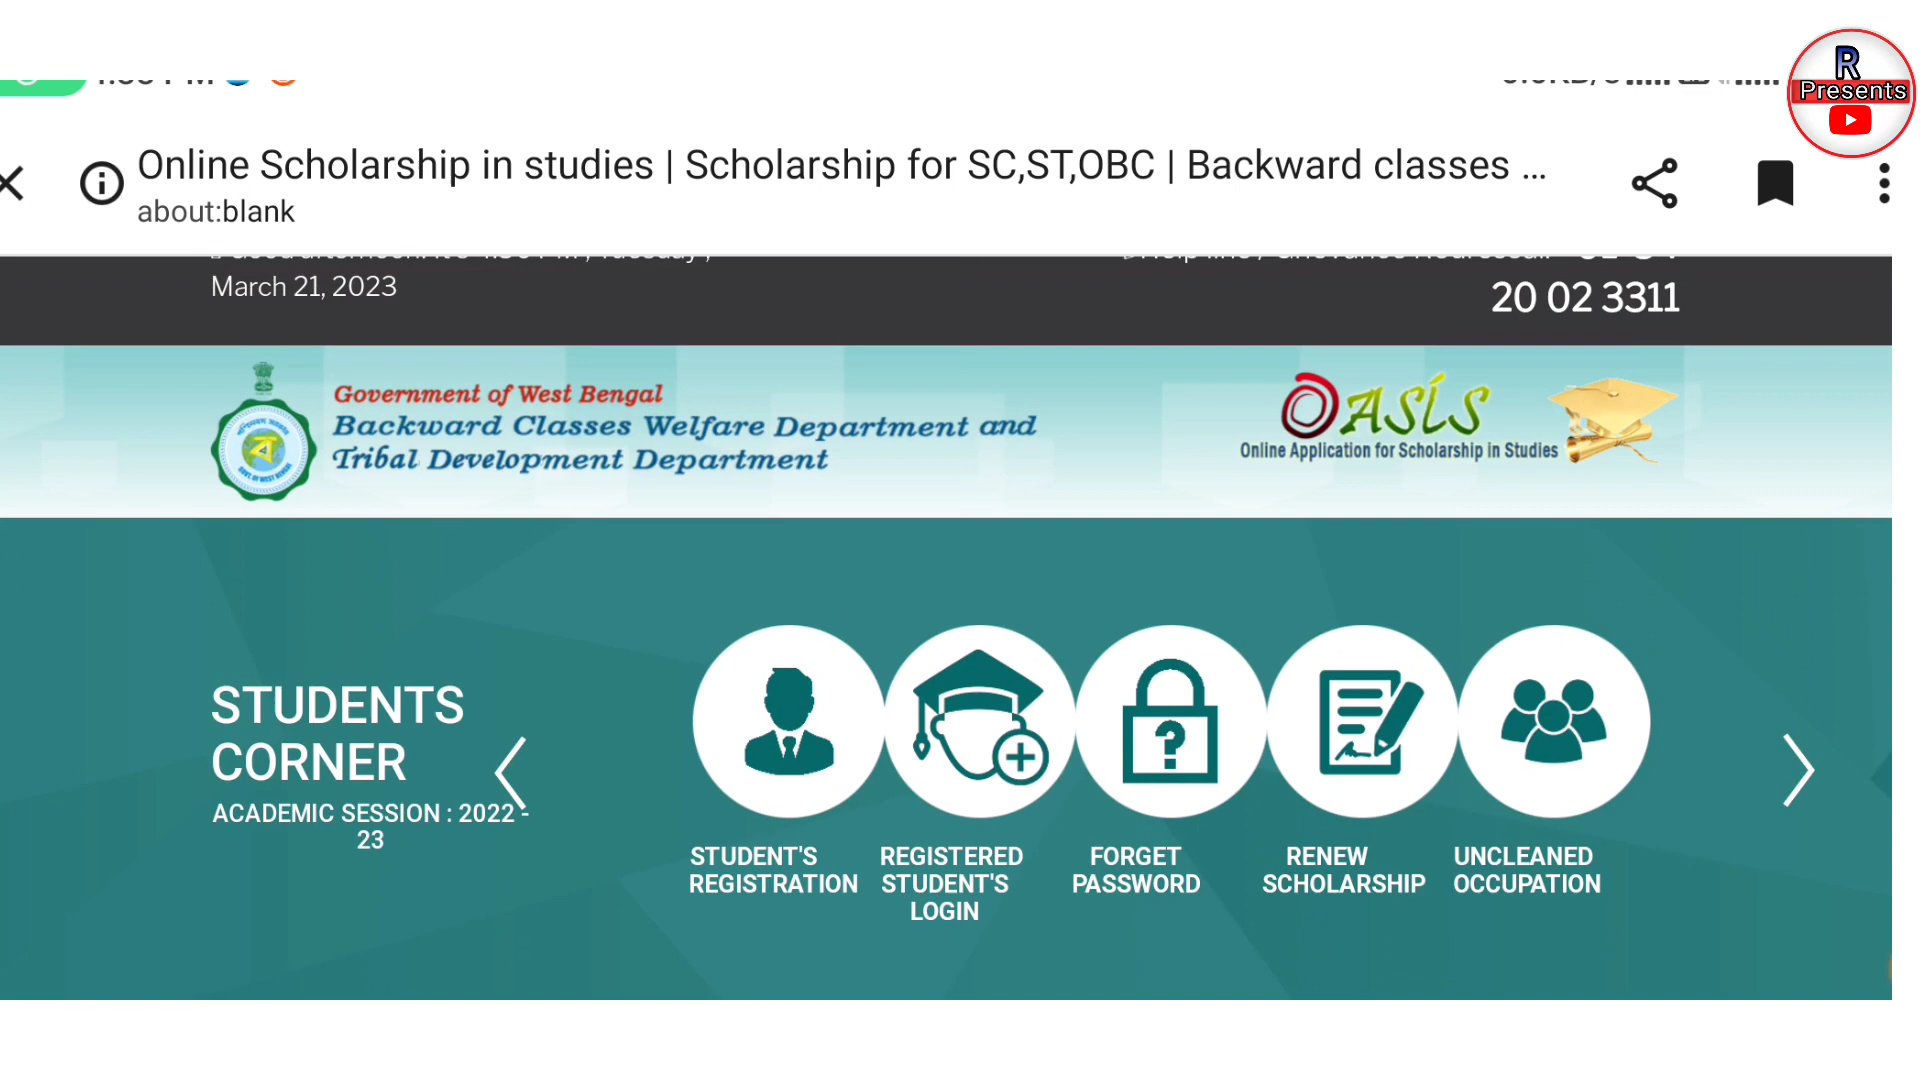 R
Presents
Online Scholarship in studies | Scholarship for SC,ST,OBC | Backward classes ...
about:blank
March 21, 2023
20 02 3311
Government of West Bengal
Backward Classes Welfare Department and
Tribal Development Department
OASIS
Online Application for Scholarship in Studies
STUDENTS
CORNER
ACADEMIC SESSION : 2022 -
23
STUDENT'S
REGISTRATION
REGISTERED
STUDENT'S
LOGIN
FORGET
PASSWORD
RENEW
SCHOLARSHIP
UNCLEANED
OCCUPATION